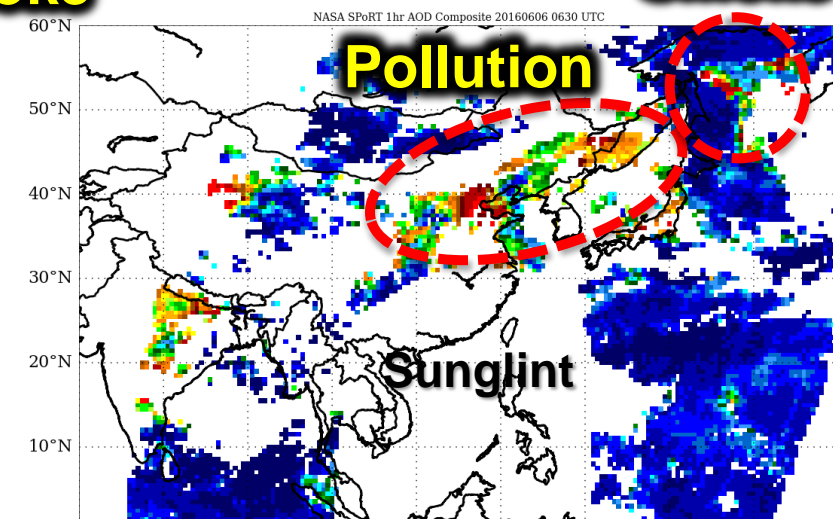 NASA SPoRT 1hr AOD Composite 20160606 0630 UTC
60°N
Pollution
50°N
40°N
30°N
20°N
Sunglint
10°N